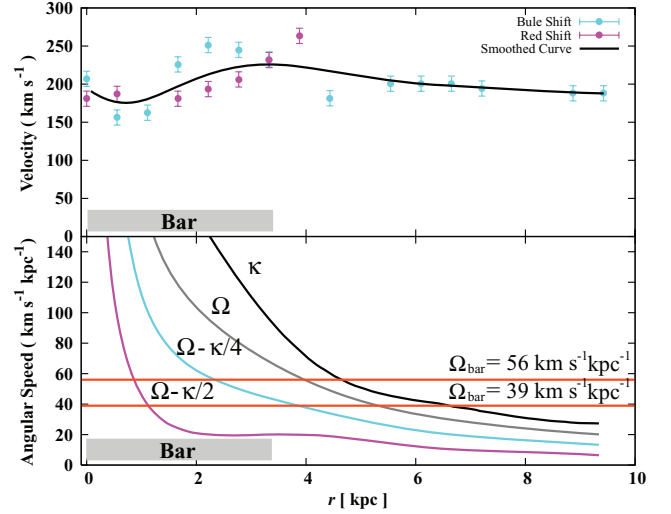 300
250
200
150
100
50
0
Velocity ( km s⁻¹ )
Bule Shift
Red Shift
Smoothed Curve
Bar
140
120
100
80
60
40
20
0
Angular Speed ( km s⁻¹ kpc⁻¹ )
κ
Ω
Ω - κ/4
Ω - κ/2
Ωbar = 56 km s⁻¹kpc⁻¹
Ωbar = 39 km s⁻¹kpc⁻¹
Bar
0 2 4 6 8 10
r [ kpc ]